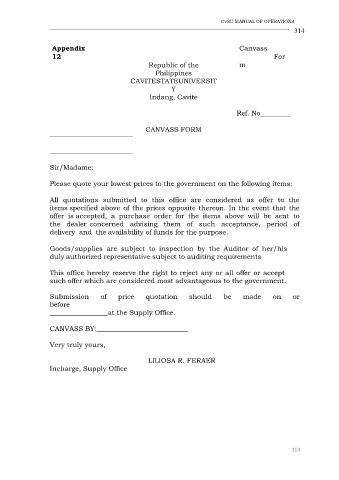 CvSU MANUAL OF OPERATIONS
314
Appendix
12
Canvass
For
m
Republic of the
Philippines
CAVITESTATEUNIVERSIT
Y
Indang, Cavite
Ref. No________
CANVASS FORM
Sir/Madame:
Please quote your lowest prices to the government on the following items:
All quotations submitted to this office are considered as offer to the
items specified above of the prices opposite thereon. In the event that the
offer is accepted, a purchase order for the items above will be sent to
the dealer concerned advising them of such acceptance, period of
delivery and the availability of funds for the purpose.
Goods/supplies are subject to inspection by the Auditor of her/his
duly authorized representative subject to auditing requirements
This office hereby reserve the right to reject any or all offer or accept
such offer which are considered most advantageous to the government.
Submission of price quotation should be made on or
before
________________at the Supply Office.
CANVASS BY:_________________________
Very truly yours,
LILIOSA R. FERAER
Incharge, Supply Office
314